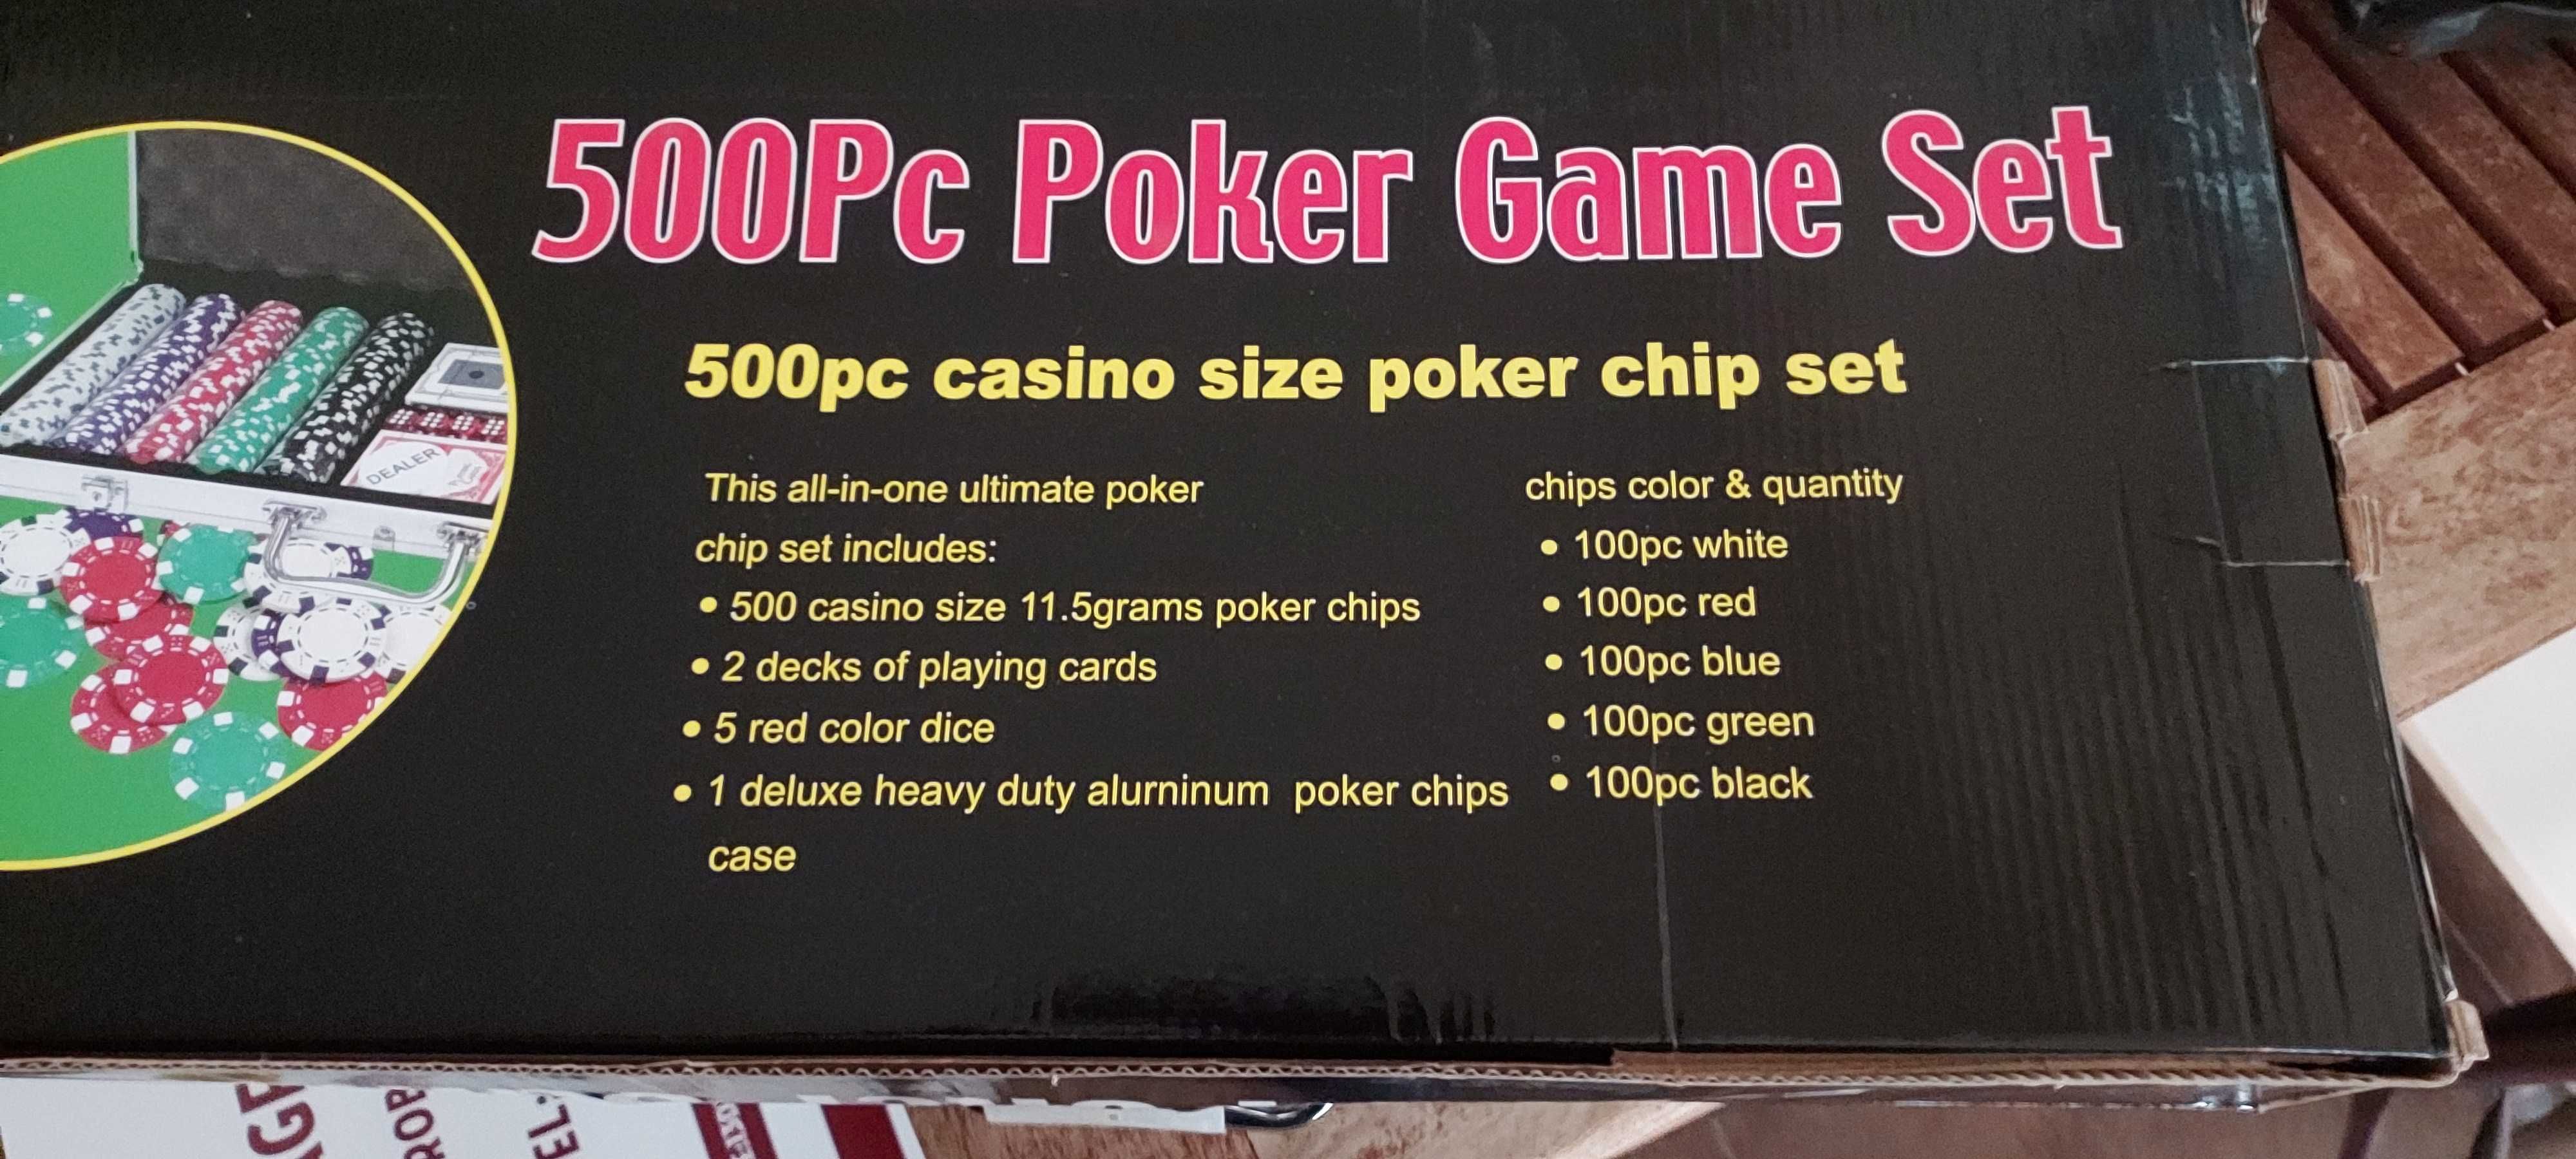 500Pc Poker Game Set
500pc casino size poker chip set
This all-in-one ultimate poker
chip set includes:
• 500 casino size 11.5grams poker chips
• 2 decks of playing cards
• 5 red color dice
• 1 deluxe heavy duty alurninum poker chips
case
chips color & quantity
• 100pc white
• 100pc red
• 100pc blue
• 100pc green
• 100pc black
DEALER